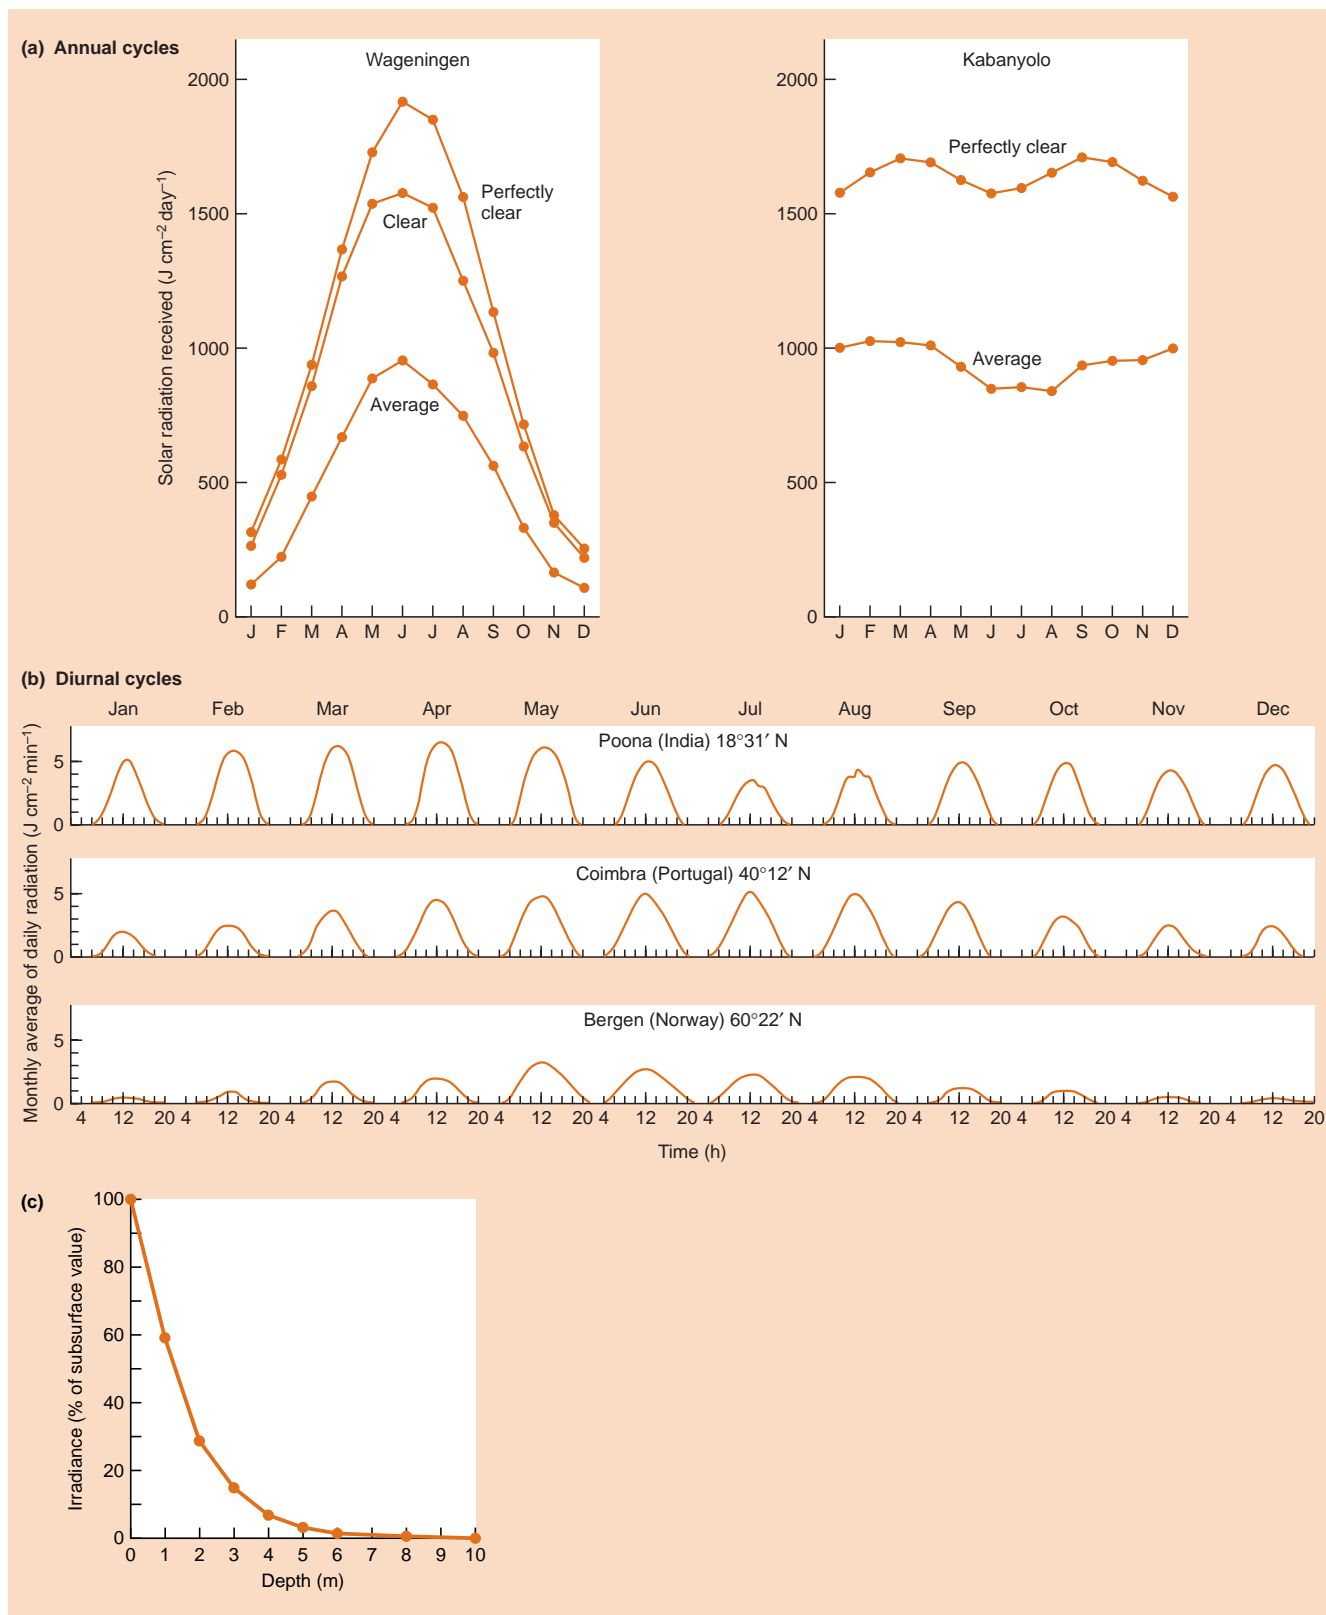 (a) Annual cycles
Wageningen
Solar radiation received (J cm⁻² day⁻¹)
2000
1500
1000
500
0
Perfectly
clear
Clear
Average
J F M A M J J A S O N D
Kabanyolo
2000
1500
1000
500
0
Perfectly clear
Average
J F M A M J J A S O N D
(b) Diurnal cycles
Jan Feb Mar Apr May Jun Jul Aug Sep Oct Nov Dec
Monthly average of daily radiation (J cm⁻² min⁻¹)
Poona (India) 18°31′ N
5
0
Coimbra (Portugal) 40°12′ N
5
0
Bergen (Norway) 60°22′ N
5
0
4 12 20 4 12 20 4 12 20 4 12 20 4 12 20 4 12 20 4 12 20 4 12 20 4 12 20 4 12 20 4 12 20 4 12 20
Time (h)
(c)
Irradiance (% of subsurface value)
100
80
60
40
20
0
0 1 2 3 4 5 6 7 8 9 10
Depth (m)